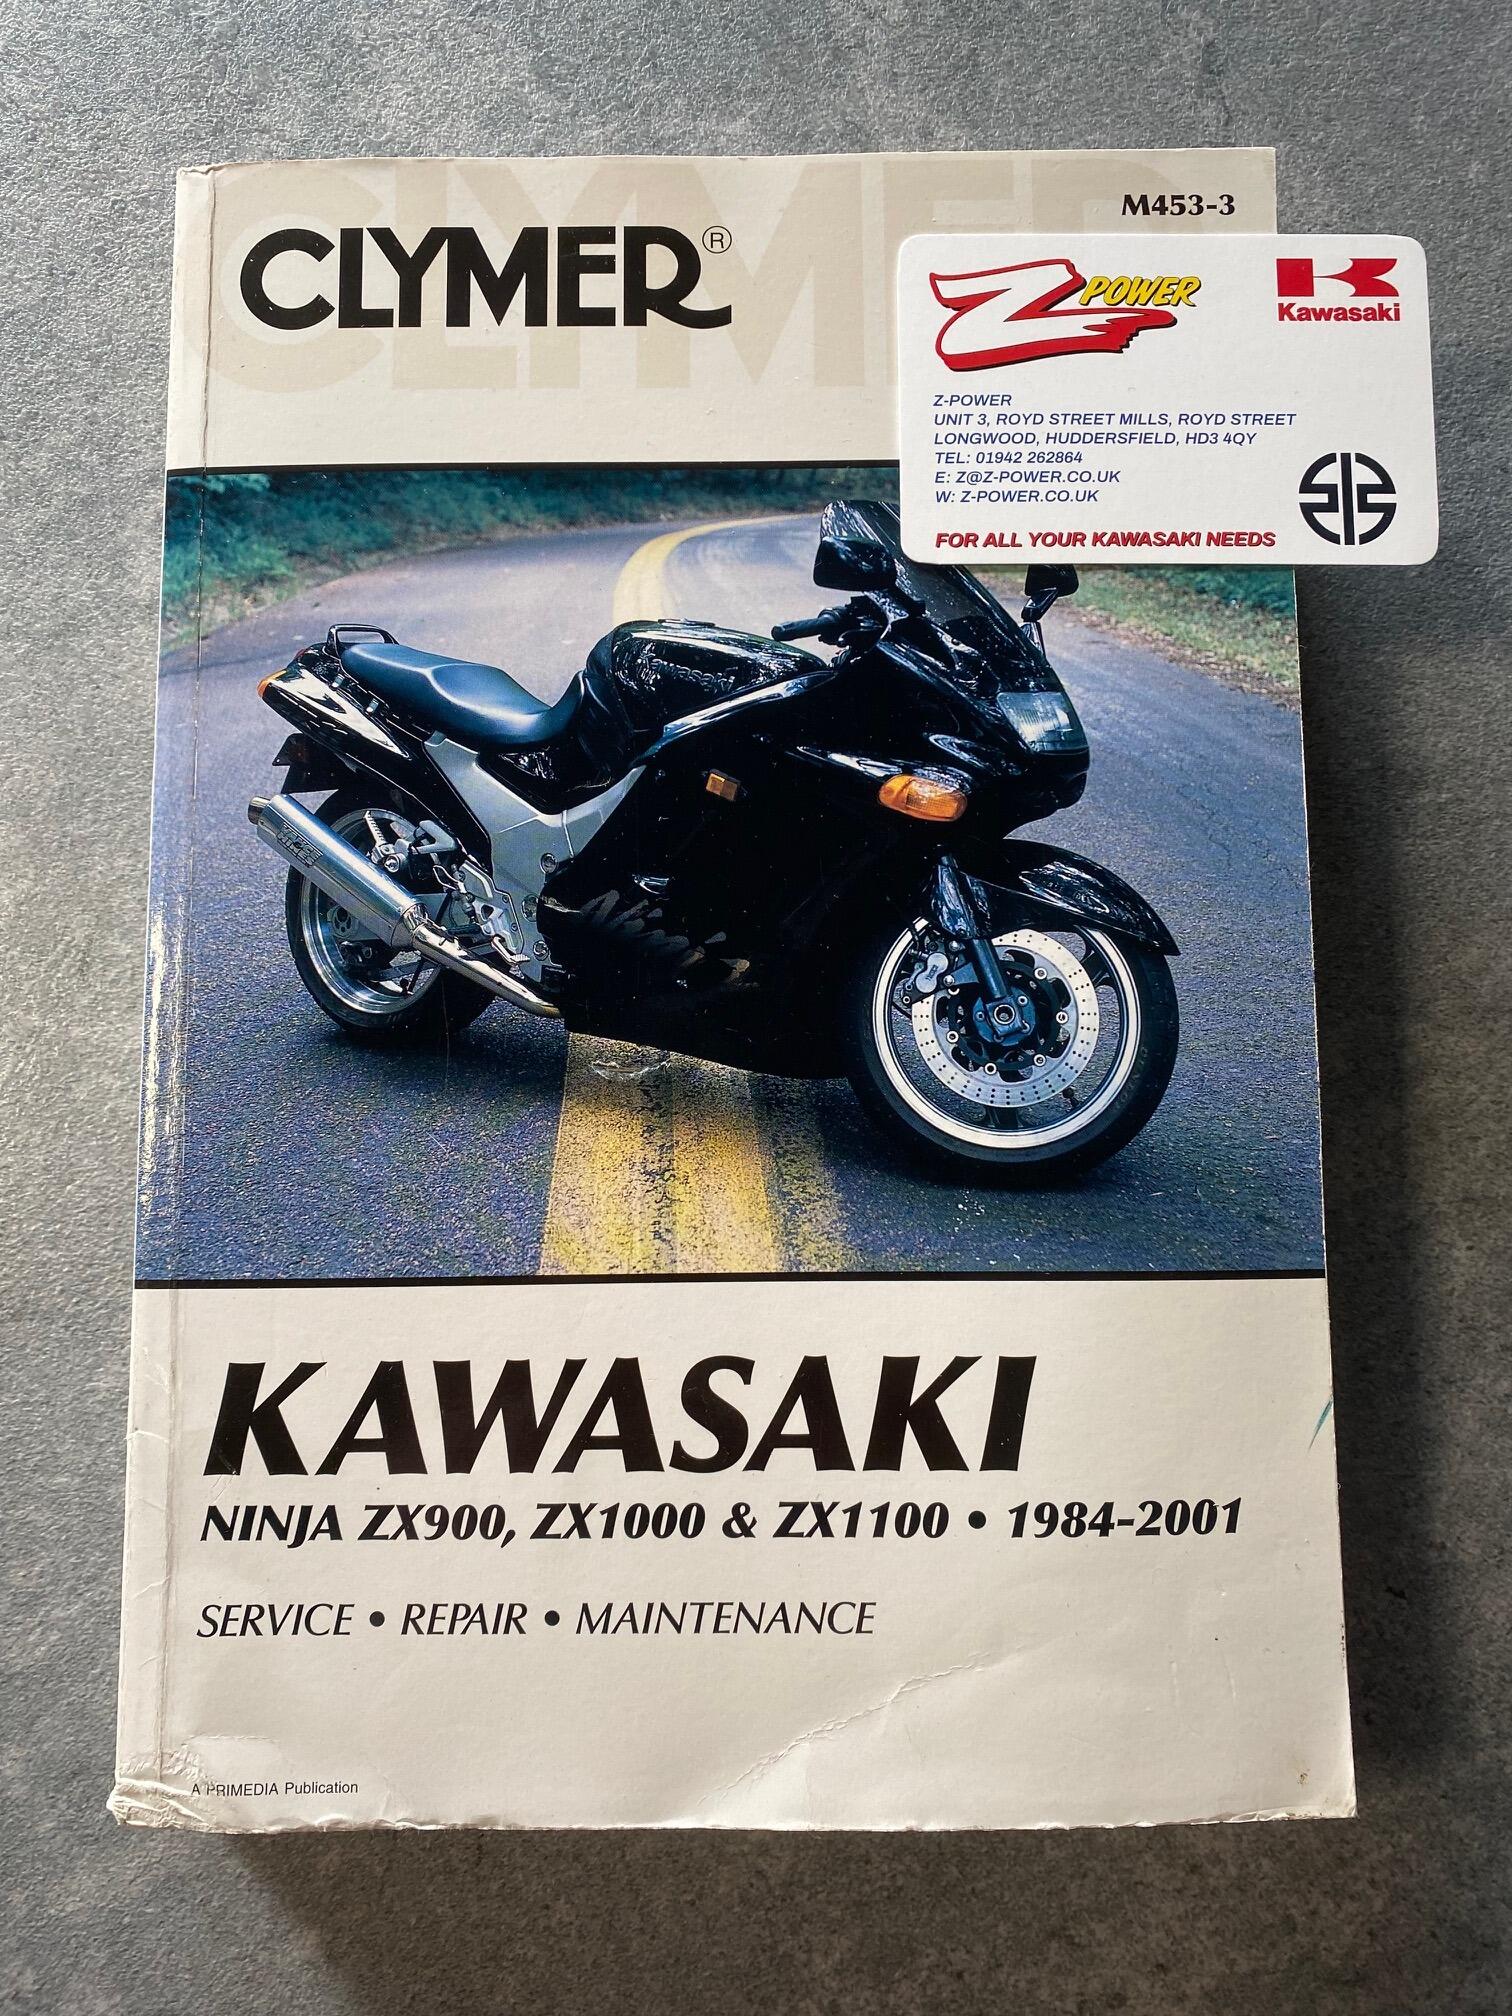 CLYMER®
M453-3
Z POWER
Kawasaki
Z-POWER
UNIT 3, ROYD STREET MILLS, ROYD STREET
LONGWOOD, HUDDERSFIELD, HD3 4QY
TEL: 01942 262864
E: Z@Z-POWER.CO.UK
W: Z-POWER.CO.UK
FOR ALL YOUR KAWASAKI NEEDS
Kawasaki
Ninja
KAWASAKI
NINJA ZX900, ZX1000 & ZX1100 • 1984-2001
SERVICE • REPAIR • MAINTENANCE
A PRIMEDIA Publication